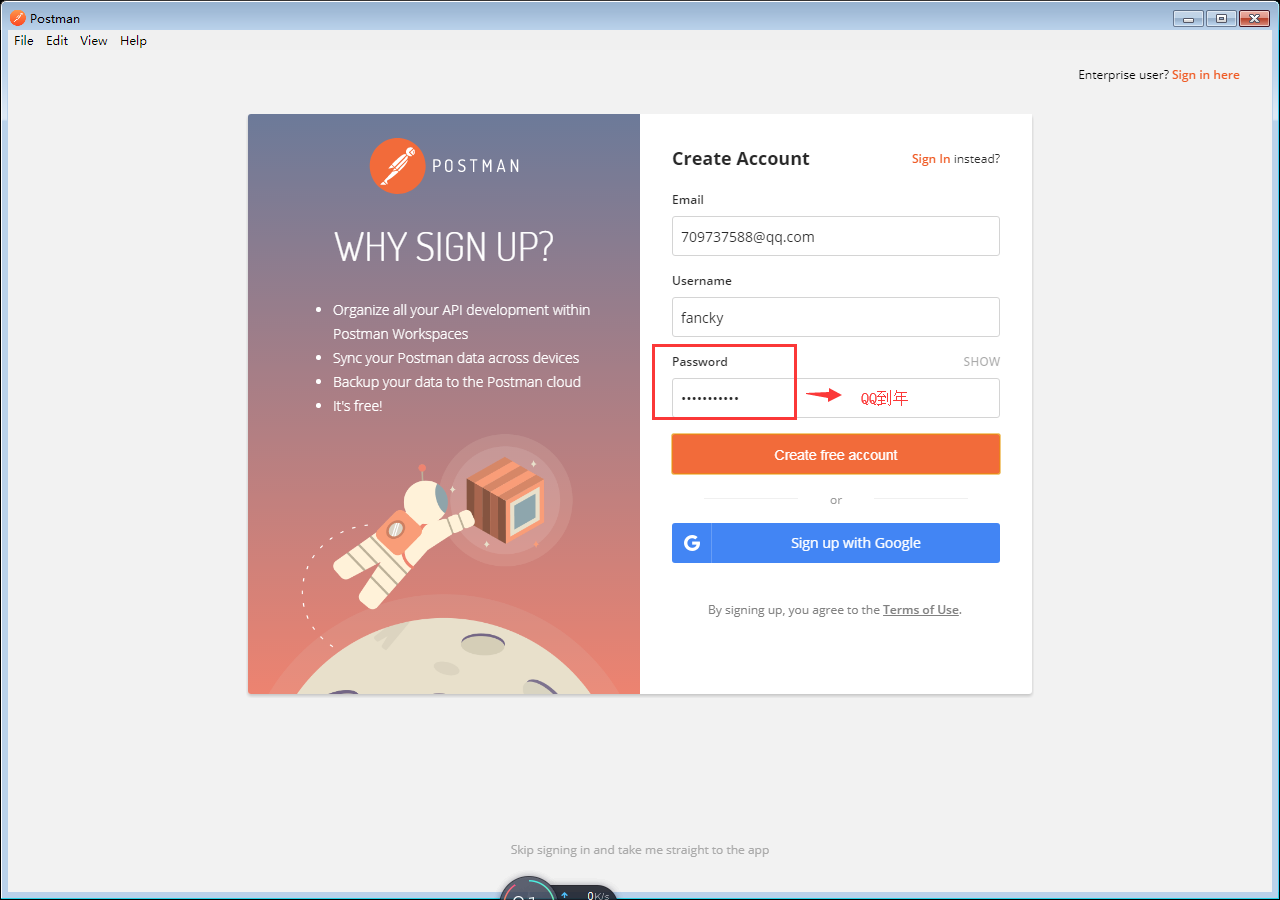 Postman
File Edit View Help
Enterprise user? Sign in here
POSTMAN
WHY SIGN UP?
• Organize all your API development within
Postman Workspaces
• Sync your Postman data across devices
• Backup your data to the Postman cloud
• It's free!
Create Account
Sign In instead?
Email
709737588@qq.com
Username
fancky
Password
SHOW
•••••••••••
QQ到年
Create free account
or
G
Sign up with Google
By signing up, you agree to the Terms of Use.
Skip signing in and take me straight to the app
0K/s